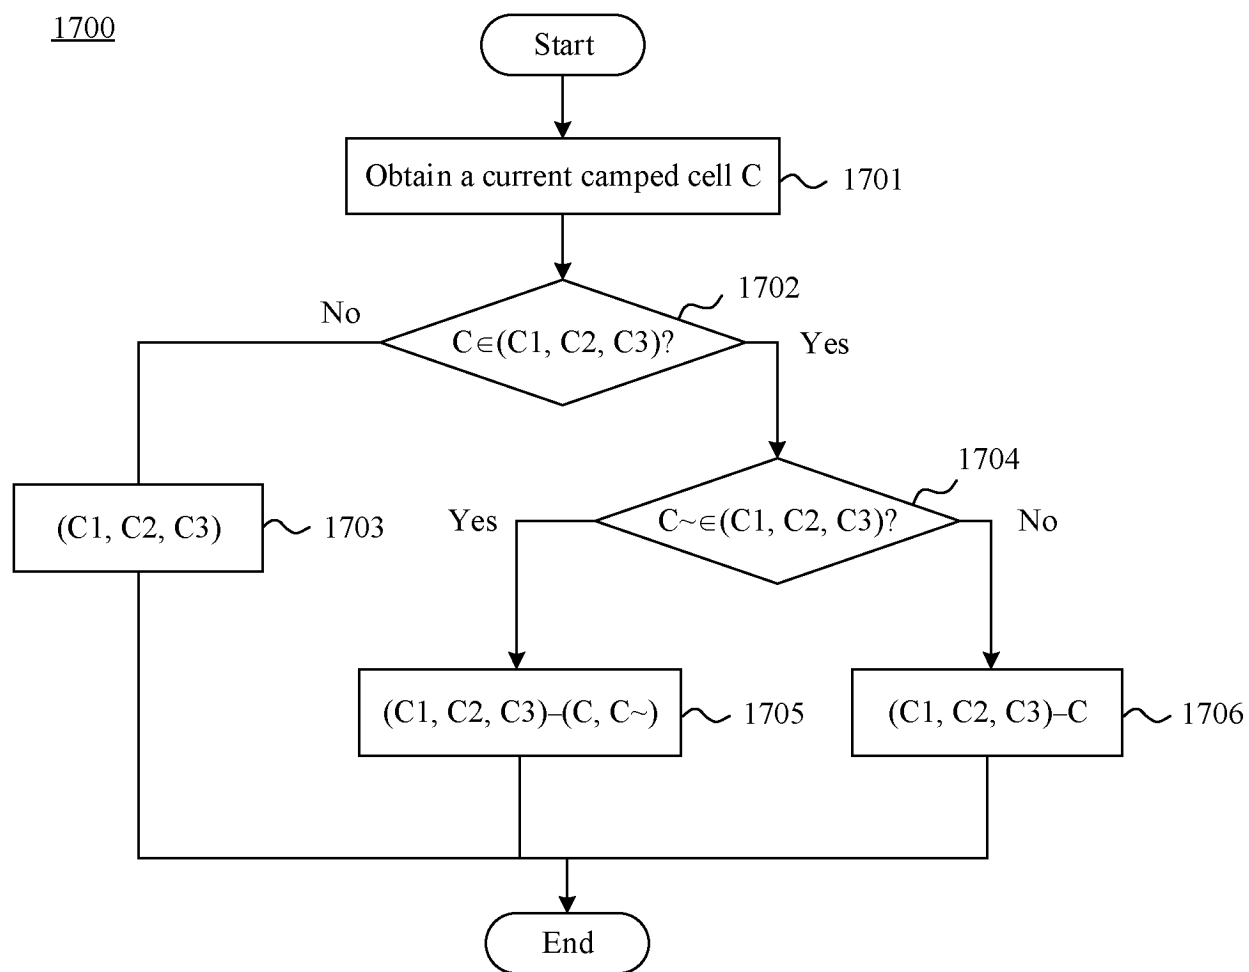 1700
Start
Obtain a current camped cell C
1701
1702
No
C∈(C1, C2, C3)?
Yes
1704
(C1, C2, C3)
1703
Yes
C~∈(C1, C2, C3)?
No
(C1, C2, C3)–(C, C~)
1705
(C1, C2, C3)–C
1706
End